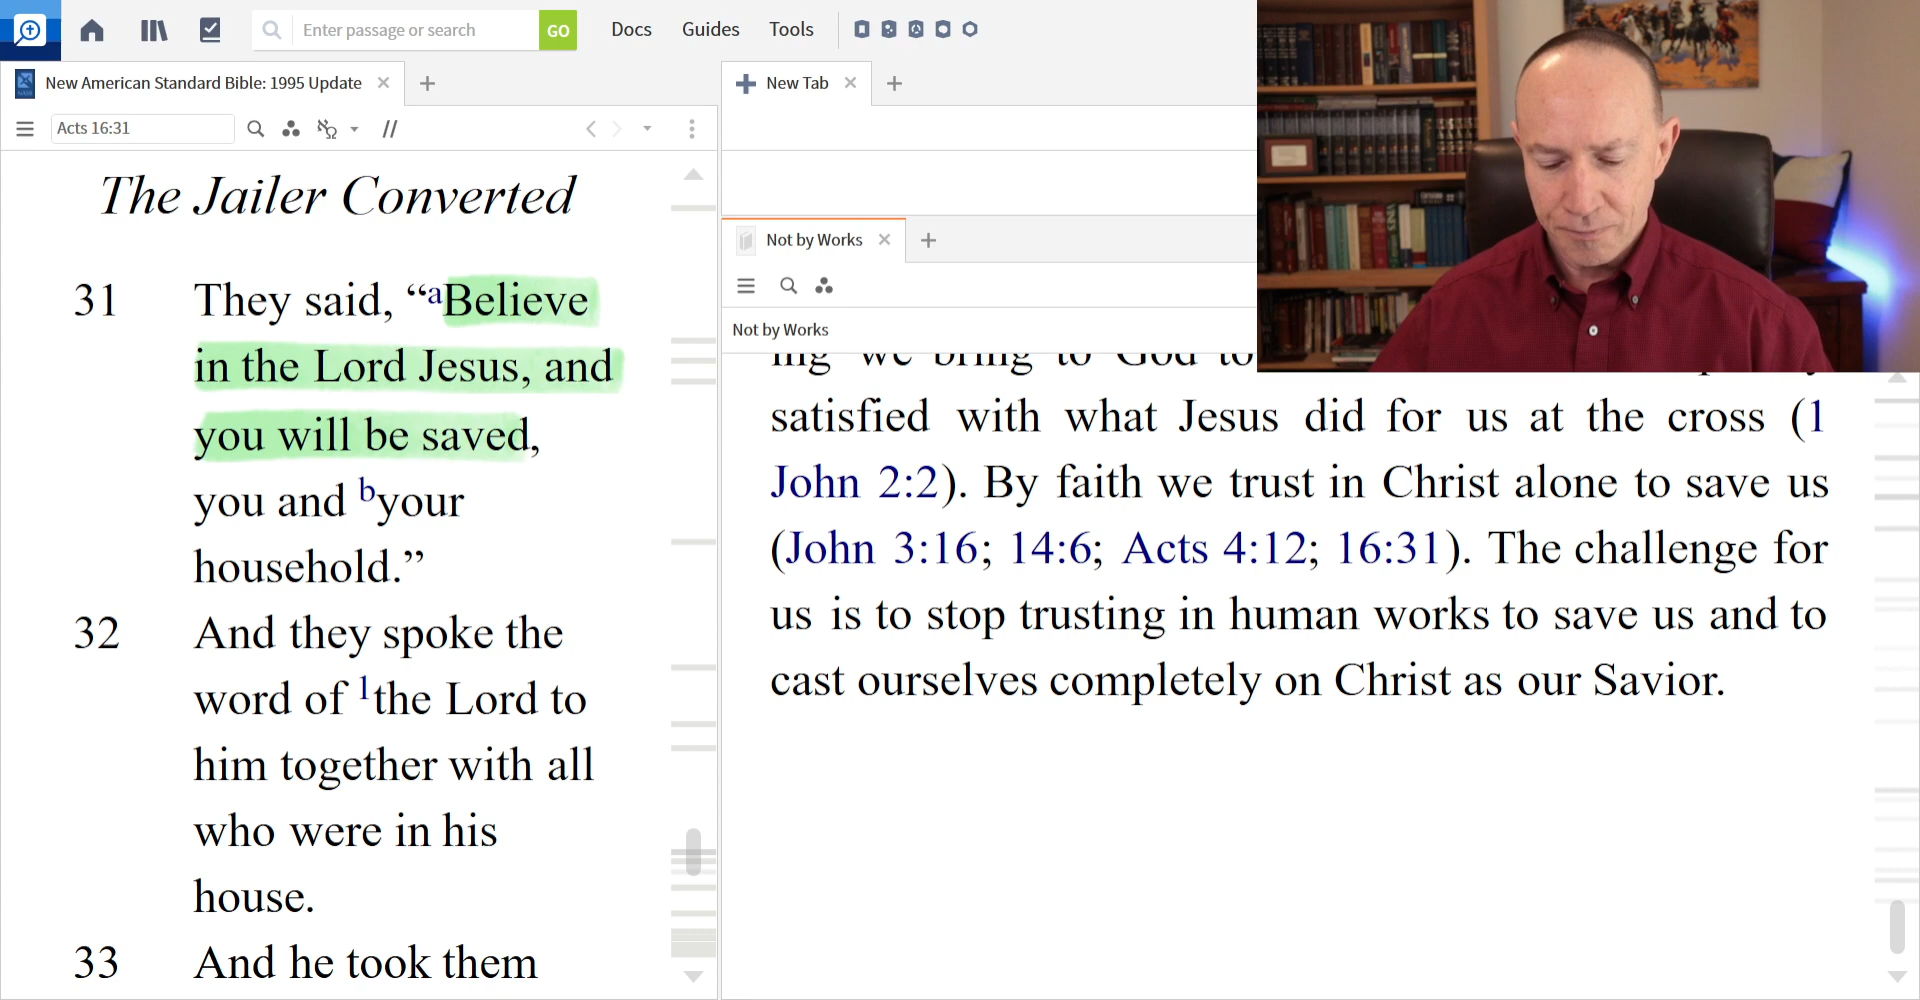 Enter passage or search
GO
Docs
Guides
Tools
New American Standard Bible: 1995 Update
New Tab
Acts 16:31
The Jailer Converted
31 They said, “aBelieve
in the Lord Jesus, and
you will be saved,
you and byour
household.”
32 And they spoke the
word of 1the Lord to
him together with all
who were in his
house.
33 And he took them
Not by Works
Not by Works
ing we bring to God to
satisfied with what Jesus did for us at the cross (1
John 2:2). By faith we trust in Christ alone to save us
(John 3:16; 14:6; Acts 4:12; 16:31). The challenge for
us is to stop trusting in human works to save us and to
cast ourselves completely on Christ as our Savior.